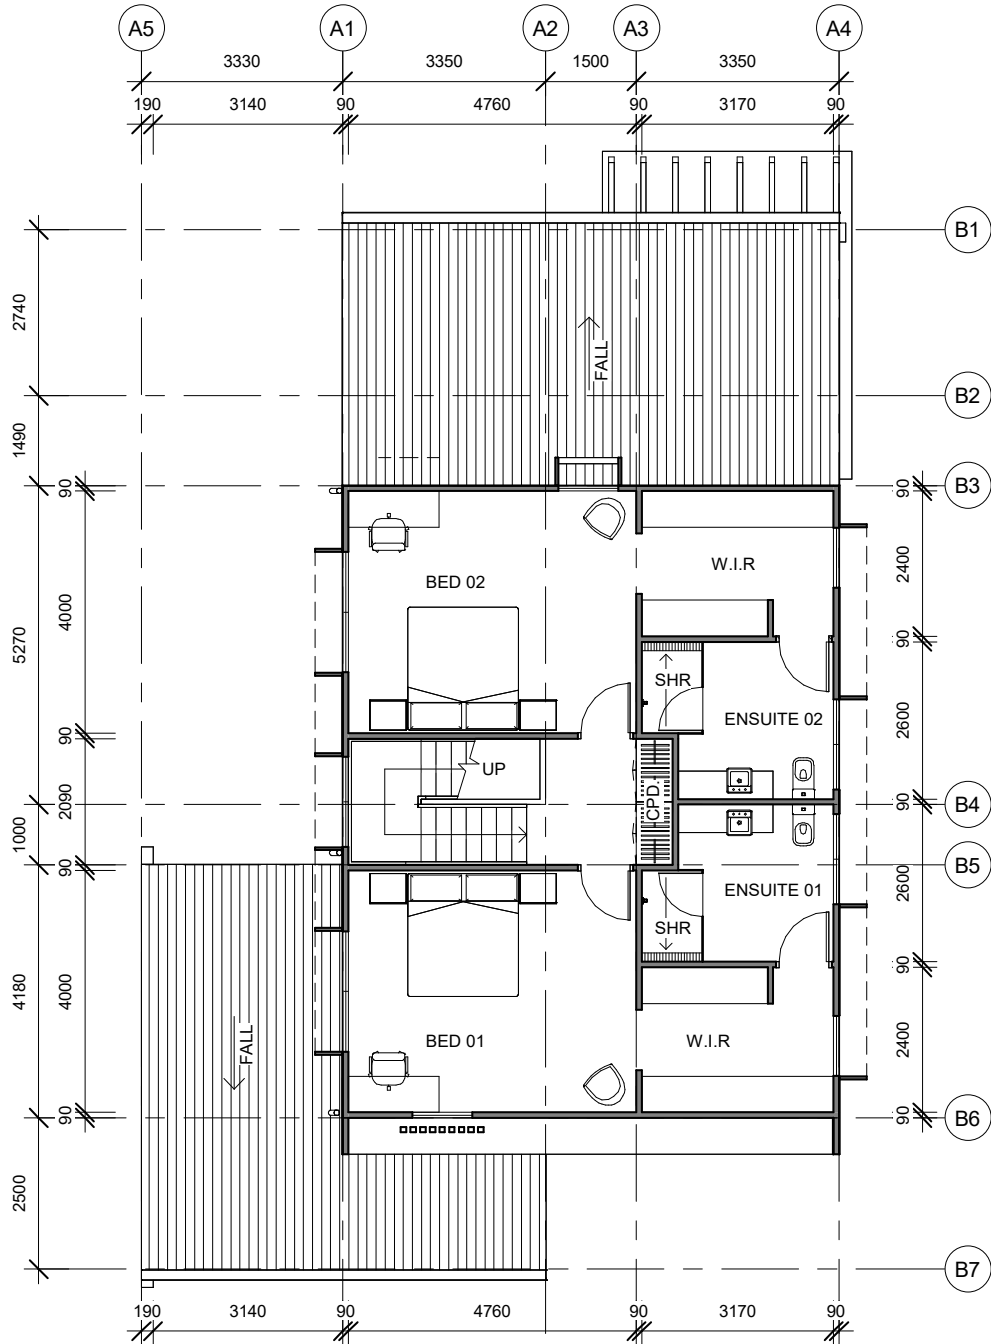 A5 A1 A2 A3 A4
3330 3350 1500 3350
190 3140 90 4760 90 3170 90
B1
2740
FALL
B2
1490
B3
90 90
W.I.R
2400
BED 02
4000
5270
90
SHR
2600
ENSUITE 02
90
UP
2090
CPD.
90
B4
1000
90
B5
2600
ENSUITE 01
SHR
90
4180
4000
FALL
BED 01
W.I.R
2400
90 90
B6
2500
B7
190 3140 90 4760 90 3170 90